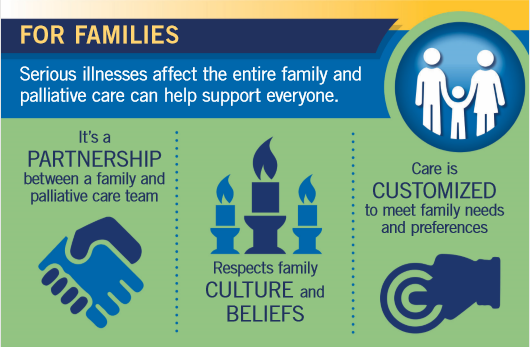 FOR FAMILIES
Serious illnesses affect the entire family and
palliative care can help support everyone.
It's a
PARTNERSHIP
between a family and
palliative care team
Respects family
CULTURE and
BELIEFS
Care is
CUSTOMIZED
to meet family needs
and preferences